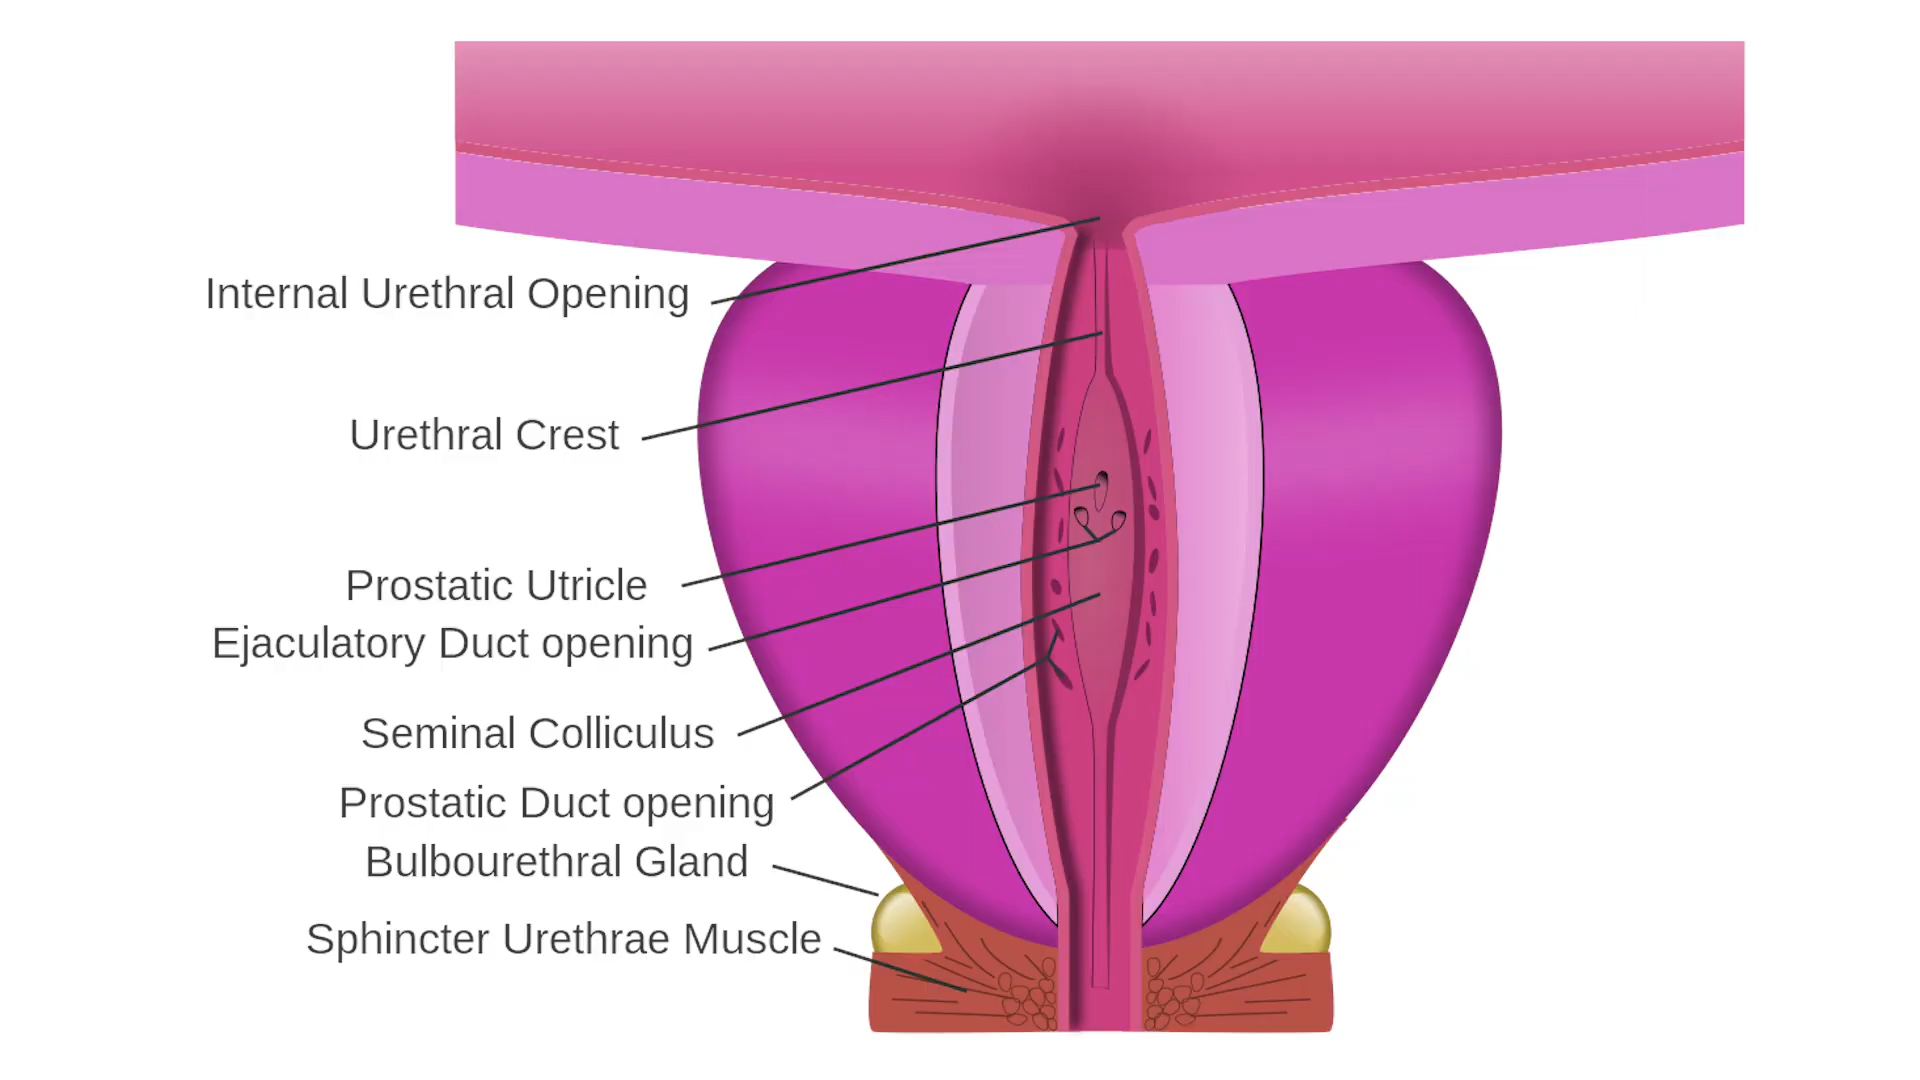 Internal Urethral Opening
Urethral Crest
Prostatic Utricle
Ejaculatory Duct opening
Seminal Colliculus
Prostatic Duct opening
Bulbourethral Gland
Sphincter Urethrae Muscle